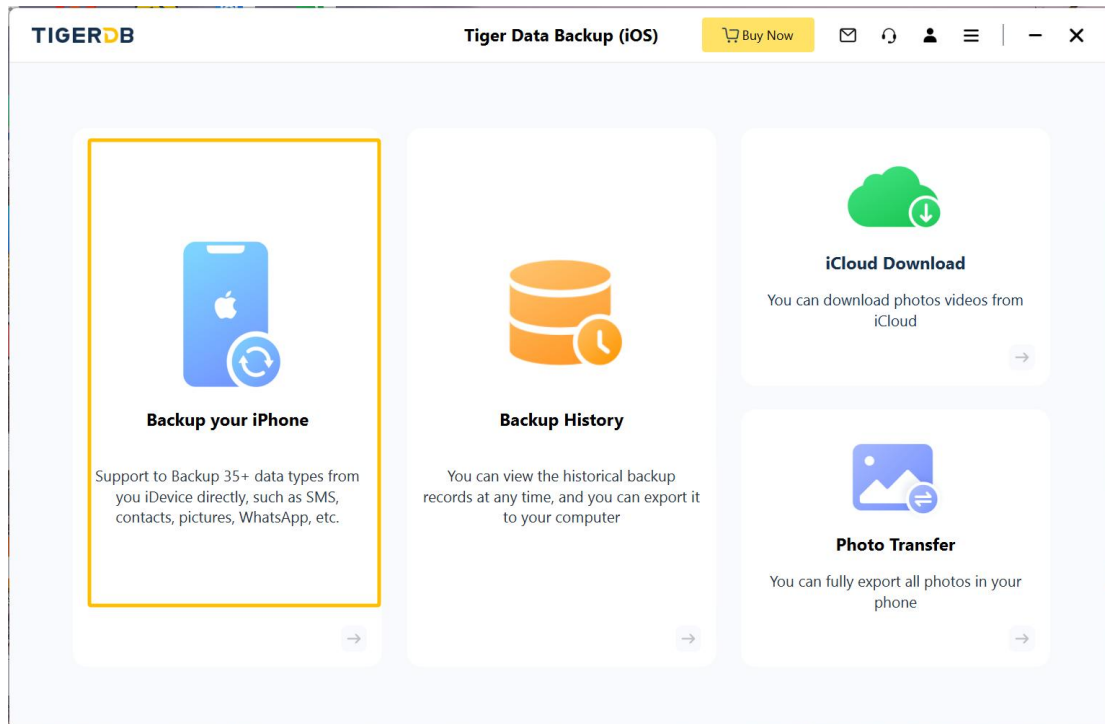 TIGERDB
Tiger Data Backup (iOS)
Buy Now
Backup your iPhone
Support to Backup 35+ data types from
you iDevice directly, such as SMS,
contacts, pictures, WhatsApp, etc.
Backup History
You can view the historical backup
records at any time, and you can export it
to your computer
iCloud Download
You can download photos videos from
iCloud
Photo Transfer
You can fully export all photos in your
phone